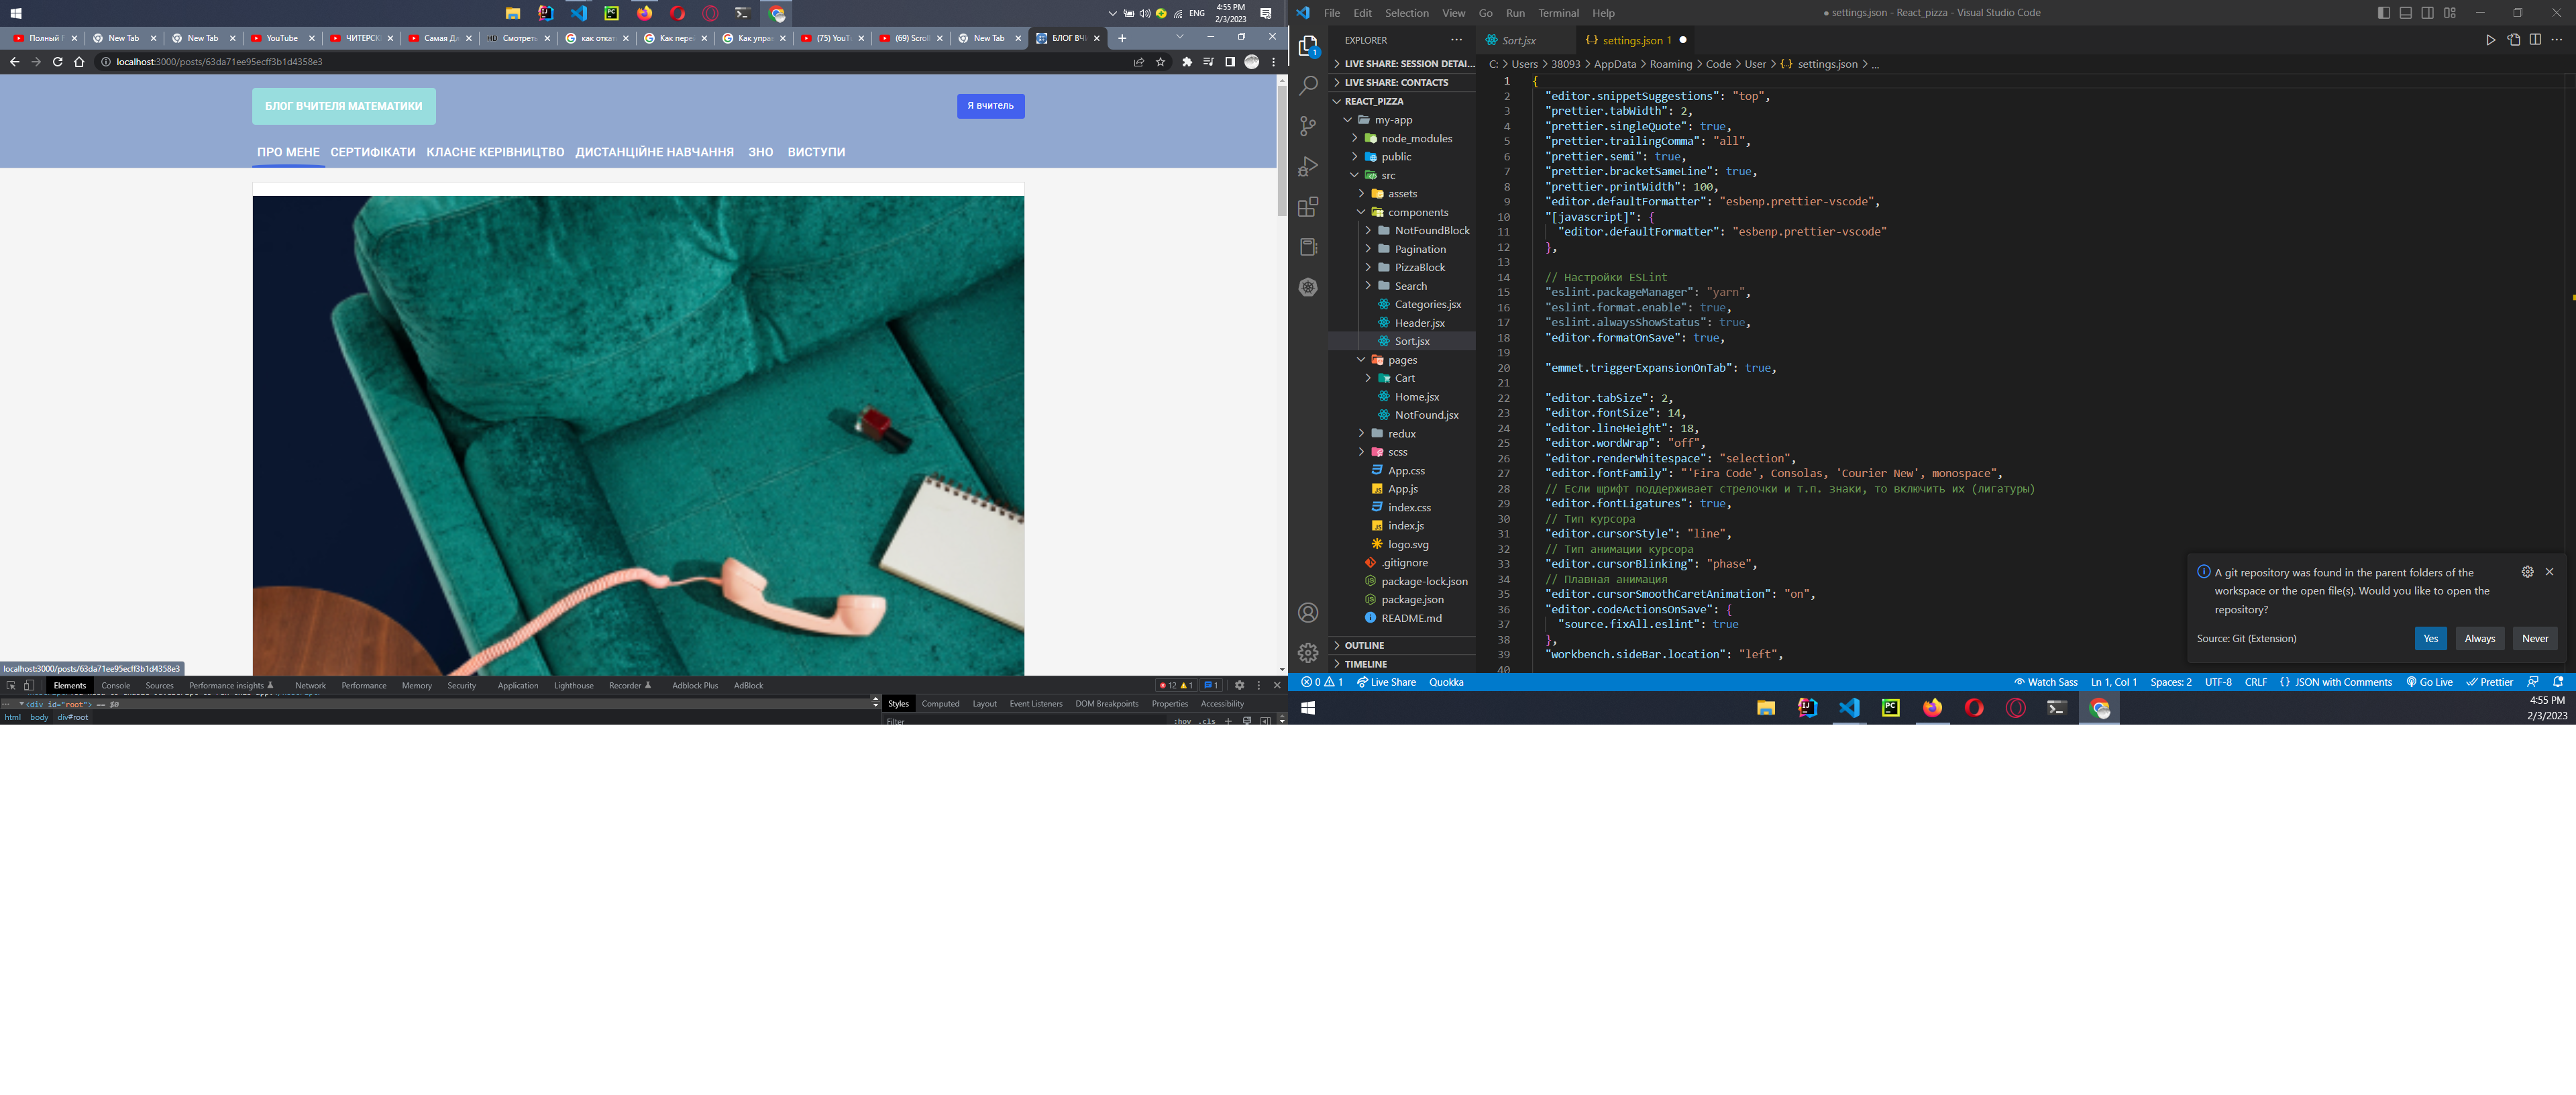 4:55 PM
ENG
2/3/2023
Полный F
New Tab
New Tab
YouTube
ЧИТЕРСК
Самая Д
HD Смотреть
как откат
Как пере
Как упра
(75) YouT
(69) Scrol
New Tab
БЛОГ ВЧИ
localhost:3000/posts/63da71ee95ecff3b1d4358e3
БЛОГ ВЧИТЕЛЯ МАТЕМАТИКИ
Я вчитель
ПРО МЕНЕ СЕРТИФІКАТИ КЛАСНЕ КЕРІВНИЦТВО ДИСТАНЦІЙНЕ НАВЧАННЯ ЗНО ВИСТУПИ
localhost:3000/posts/63da71ee95ecff3b1d4358e3
Elements Console Sources Performance insights Network Performance Memory Security Application Lighthouse Recorder Adblock Plus AdBlock
12 1 1
<div id="root"> == $0
html body div#root
Styles Computed Layout Event Listeners DOM Breakpoints Properties Accessibility
Filter
:hov .cls
File Edit Selection View Go Run Terminal Help
● settings.json - React_pizza - Visual Studio Code
1
EXPLORER
LIVE SHARE: SESSION DETAI...
LIVE SHARE: CONTACTS
REACT_PIZZA
my-app
node_modules
public
src
assets
components
NotFoundBlock
Pagination
PizzaBlock
Search
Categories.jsx
Header.jsx
Sort.jsx
pages
Cart
Home.jsx
NotFound.jsx
redux
scss
App.css
App.js
index.css
index.js
logo.svg
.gitignore
package-lock.json
package.json
README.md
OUTLINE
TIMELINE
Sort.jsx
settings.json 1
C: > Users > 38093 > AppData > Roaming > Code > User > {..} settings.json > ...
1 {
2 "editor.snippetSuggestions": "top",
3 "prettier.tabWidth": 2,
4 "prettier.singleQuote": true,
5 "prettier.trailingComma": "all",
6 "prettier.semi": true,
7 "prettier.bracketSameLine": true,
8 "prettier.printWidth": 100,
9 "editor.defaultFormatter": "esbenp.prettier-vscode",
10 "[javascript]": {
11 "editor.defaultFormatter": "esbenp.prettier-vscode"
12 },
13
14 // Настройки ESLint
15 "eslint.packageManager": "yarn",
16 "eslint.format.enable": true,
17 "eslint.alwaysShowStatus": true,
18 "editor.formatOnSave": true,
19
20 "emmet.triggerExpansionOnTab": true,
21
22 "editor.tabSize": 2,
23 "editor.fontSize": 14,
24 "editor.lineHeight": 18,
25 "editor.wordWrap": "off",
26 "editor.renderWhitespace": "selection",
27 "editor.fontFamily": "'Fira Code', Consolas, 'Courier New', monospace",
28 // Если шрифт поддерживает стрелочки и т.п. знаки, то включить их (лигатуры)
29 "editor.fontLigatures": true,
30 // Тип курсора
31 "editor.cursorStyle": "line",
32 // Тип анимации курсора
33 "editor.cursorBlinking": "phase",
34 // Плавная анимация
35 "editor.cursorSmoothCaretAnimation": "on",
36 "editor.codeActionsOnSave": {
37 "source.fixAll.eslint": true
38 },
39 "workbench.sideBar.location": "left",
40
A git repository was found in the parent folders of the
workspace or the open file(s). Would you like to open the
repository?
Source: Git (Extension)
Yes
Always
Never
0 1 Live Share Quokka
Watch Sass Ln 1, Col 1 Spaces: 2 UTF-8 CRLF {} JSON with Comments Go Live Prettier
4:55 PM
2/3/2023